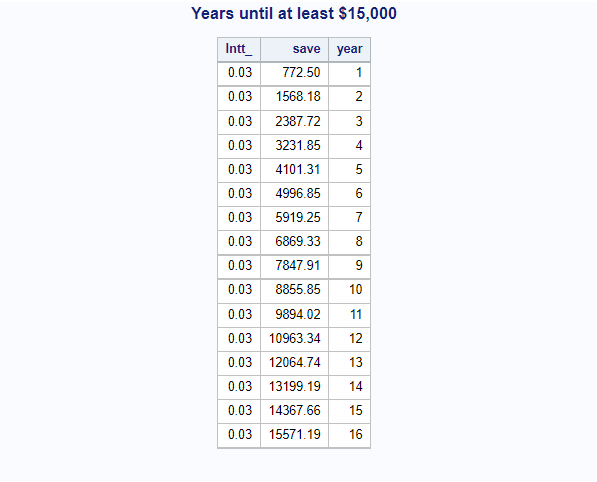 Years until at least $15,000
Intt_ save year
0.03 772.50 1
0.03 1568.18 2
0.03 2387.72 3
0.03 3231.85 4
0.03 4101.31 5
0.03 4996.85 6
0.03 5919.25 7
0.03 6869.33 8
0.03 7847.91 9
0.03 8855.85 10
0.03 9894.02 11
0.03 10963.34 12
0.03 12064.74 13
0.03 13199.19 14
0.03 14367.66 15
0.03 15571.19 16